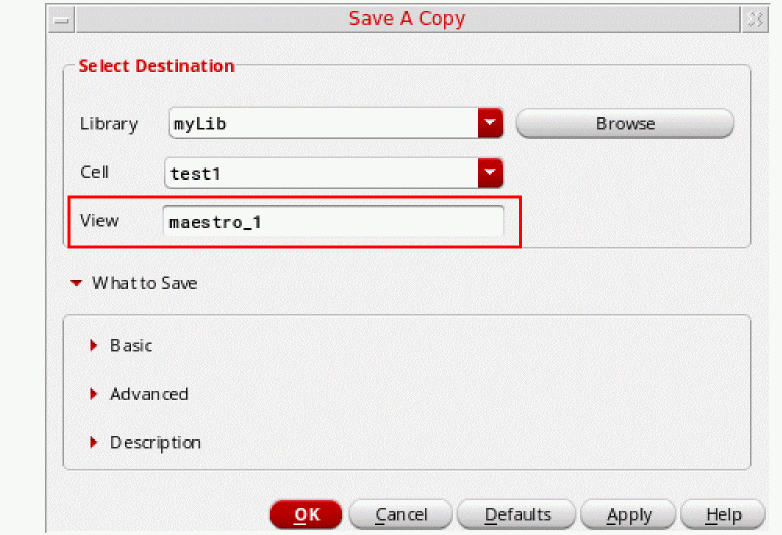 Save A Copy
Select Destination
Library myLib Browse
Cell test1
View maestro_1
What to Save
Basic
Advanced
Description
OK Cancel Defaults Apply Help